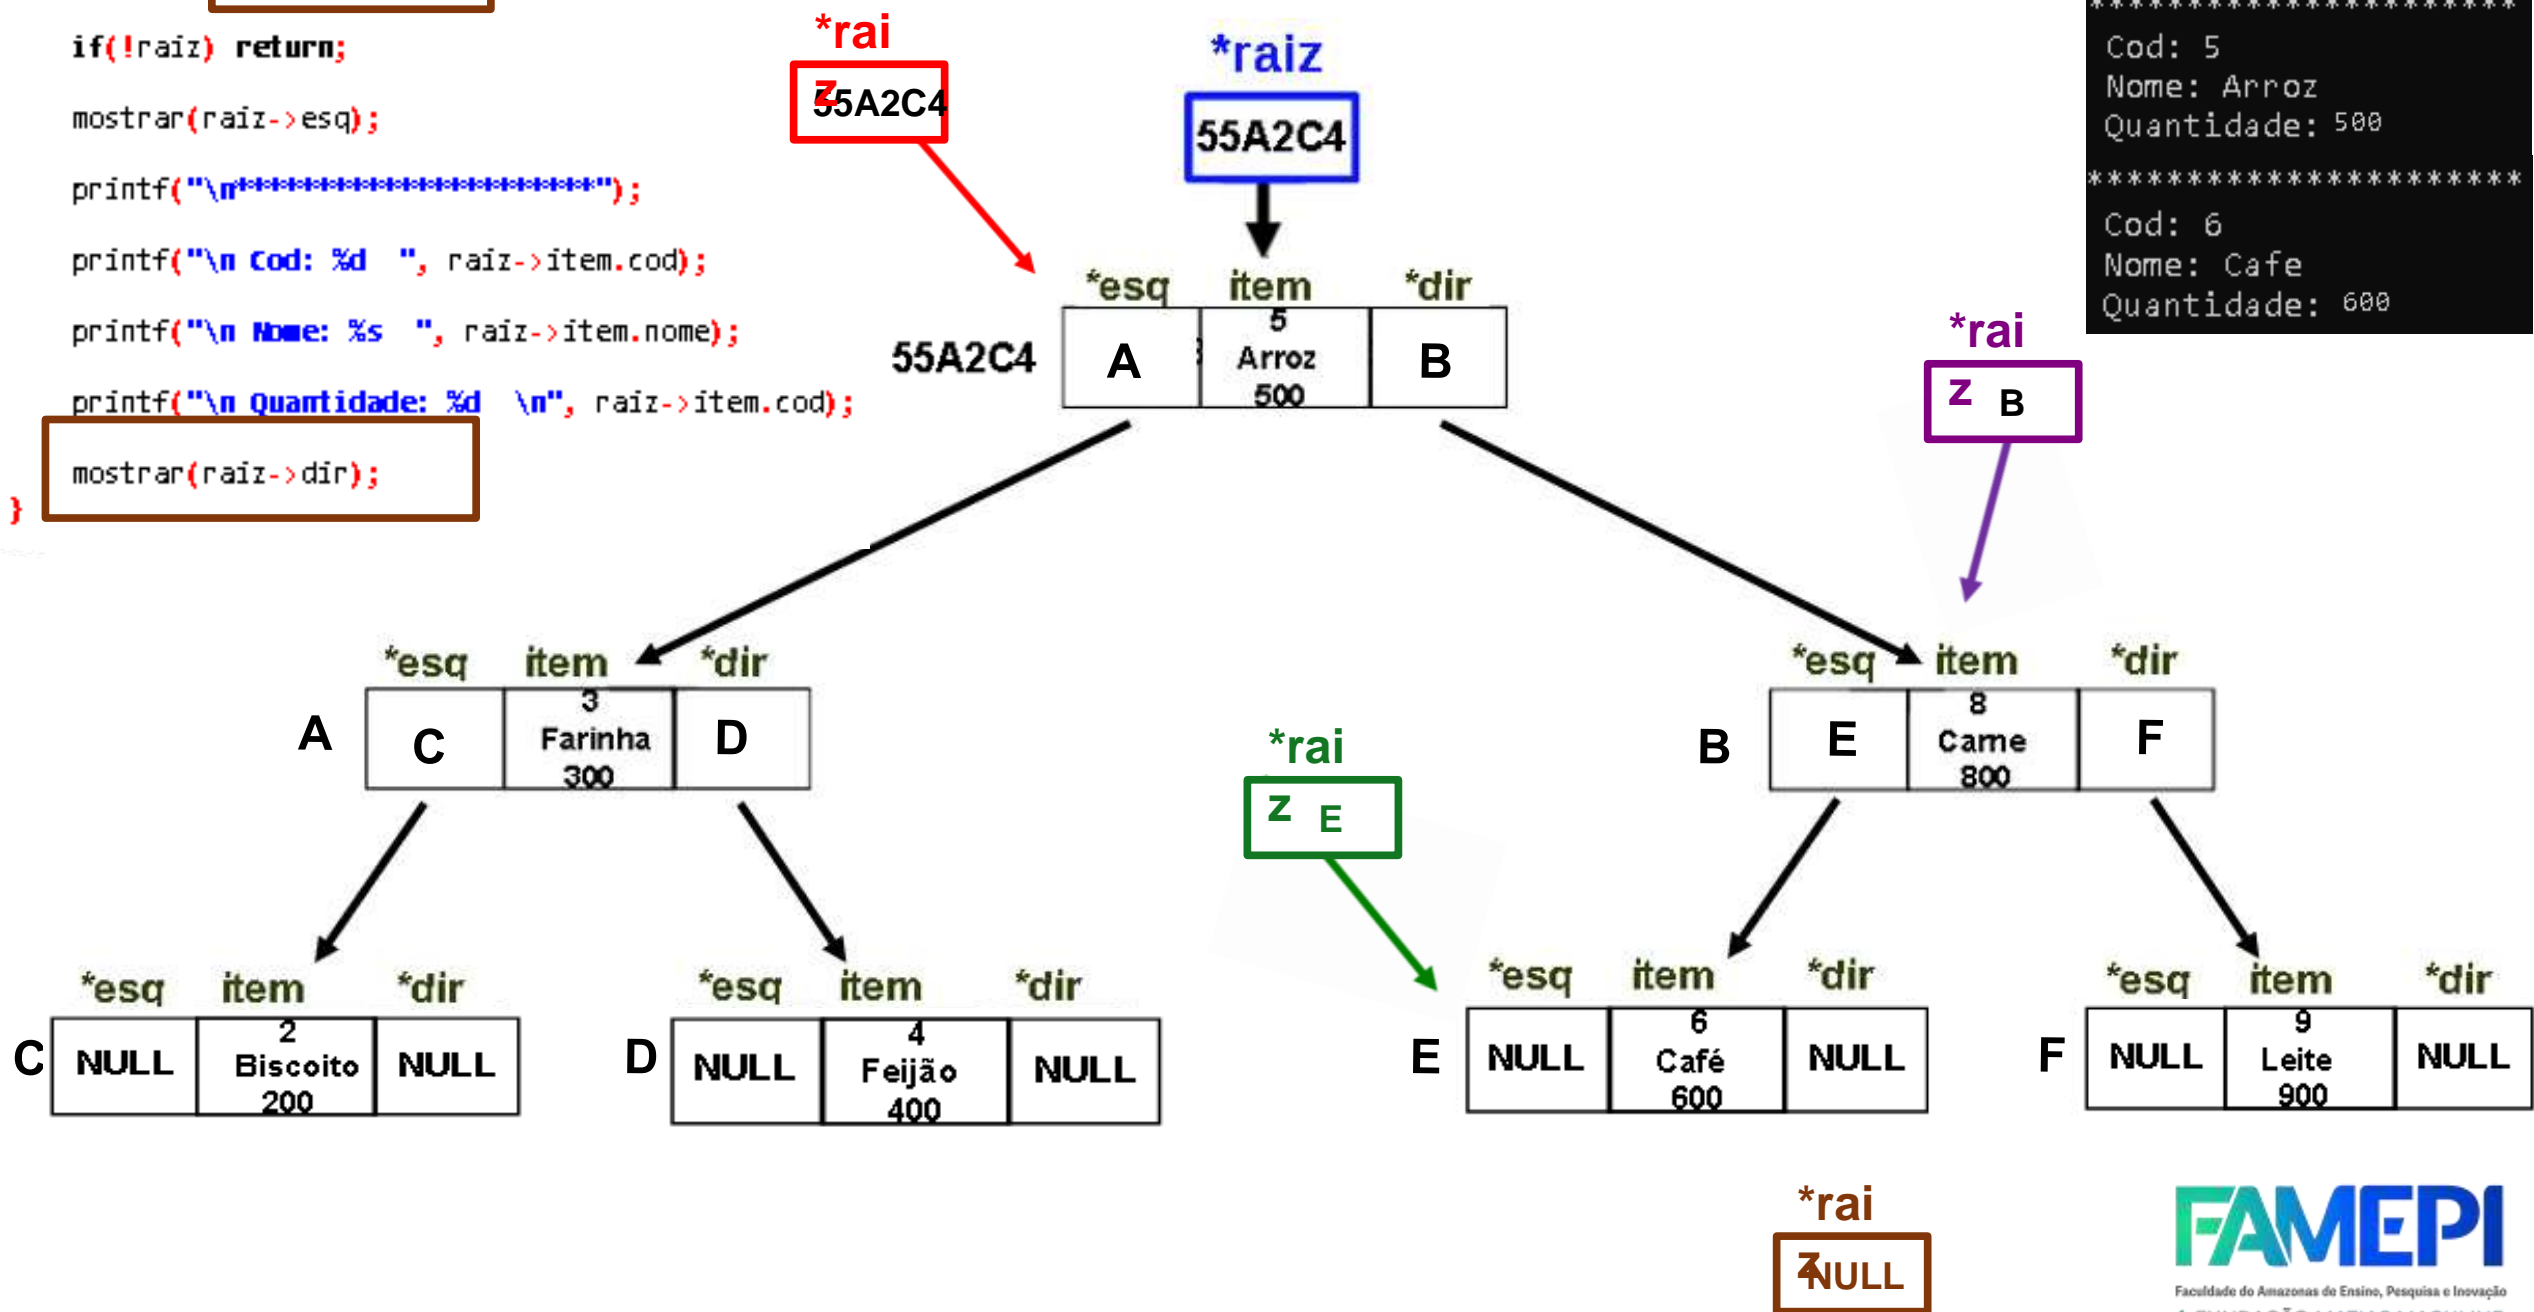 if(!raiz) return;
mostrar(raiz->esq);
printf("\n**************************");
printf("\n Cod: %d  ", raiz->item.cod);
printf("\n Nome: %s  ", raiz->item.nome);
printf("\n Quantidade: %d  \n", raiz->item.cod);
mostrar(raiz->dir);
}
*rai
z
55A2C4
*raiz
55A2C4
**********************
Cod: 5
Nome: Arroz
Quantidade: 500
**********************
Cod: 6
Nome: Cafe
Quantidade: 600
*esq item *dir
55A2C4
A
5
Arroz
500
B
*rai
z B
*esq item *dir
A
C
3
Farinha
300
D
*rai
z E
*esq item *dir
B
E
8
Carne
800
F
*esq item *dir
C
NULL
2
Biscoito
200
NULL
*esq item *dir
D
NULL
4
Feijão
400
NULL
*esq item *dir
E
NULL
6
Café
600
NULL
*esq item *dir
F
NULL
9
Leite
900
NULL
*rai
z
NULL
FAMEPI
Faculdade do Amazonas de Ensino, Pesquisa e Inovação